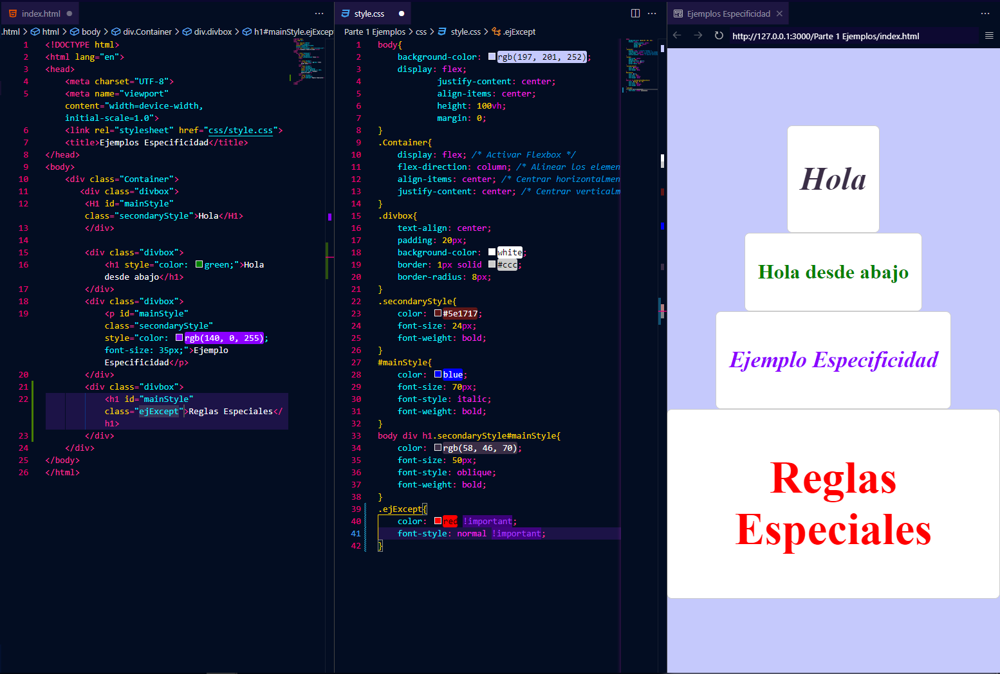 index.html
.html > html > body > div.Container > div.divbox > h1#mainStyle.ejExcept
1 <!DOCTYPE html>
2 <html lang="en">
3 <head>
4 <meta charset="UTF-8">
5 <meta name="viewport"
content="width=device-width,
initial-scale=1.0">
6 <link rel="stylesheet" href="css/style.css">
7 <title>Ejemplos Especificidad</title>
8 </head>
9 <body>
10 <div class="Container">
11 <div class="divbox">
12 <H1 id="mainStyle"
class="secondaryStyle">Hola</H1>
13 </div>
14
15 <div class="divbox">
16 <h1 style="color: green;">Hola
desde abajo</h1>
17 </div>
18 <div class="divbox">
19 <p id="mainStyle"
class="secondaryStyle"
style="color: rgb(140, 0, 255);
font-size: 35px;">Ejemplo
Especificidad</p>
20 </div>
21 <div class="divbox">
22 <h1 id="mainStyle"
class="ejExcept">Reglas Especiales</
h1>
23 </div>
24 </div>
25 </body>
26 </html>
style.css
Parte 1 Ejemplos > css > style.css > .ejExcept
1 body{
2 background-color: rgb(197, 201, 252);
3 display: flex;
4 justify-content: center;
5 align-items: center;
6 height: 100vh;
7 margin: 0;
8 }
9 .Container{
10 display: flex; /* Activar Flexbox */
11 flex-direction: column; /* Alinear los elemen
12 align-items: center; /* Centrar horizontalmen
13 justify-content: center; /* Centrar verticalm
14 }
15 .divbox{
16 text-align: center;
17 padding: 20px;
18 background-color: white;
19 border: 1px solid #ccc;
20 border-radius: 8px;
21 }
22 .secondaryStyle{
23 color: #5e1717;
24 font-size: 24px;
25 font-weight: bold;
26 }
27 #mainStyle{
28 color: blue;
29 font-size: 70px;
30 font-style: italic;
31 font-weight: bold;
32 }
33 body div h1.secondaryStyle#mainStyle{
34 color: rgb(58, 46, 70);
35 font-size: 50px;
36 font-style: oblique;
37 font-weight: bold;
38 }
39 .ejExcept{
40 color: red !important;
41 font-style: normal !important;
42 }
Ejemplos Especificidad
http://127.0.0.1:3000/Parte 1 Ejemplos/index.html
Hola
Hola desde abajo
Ejemplo Especificidad
Reglas
Especiales